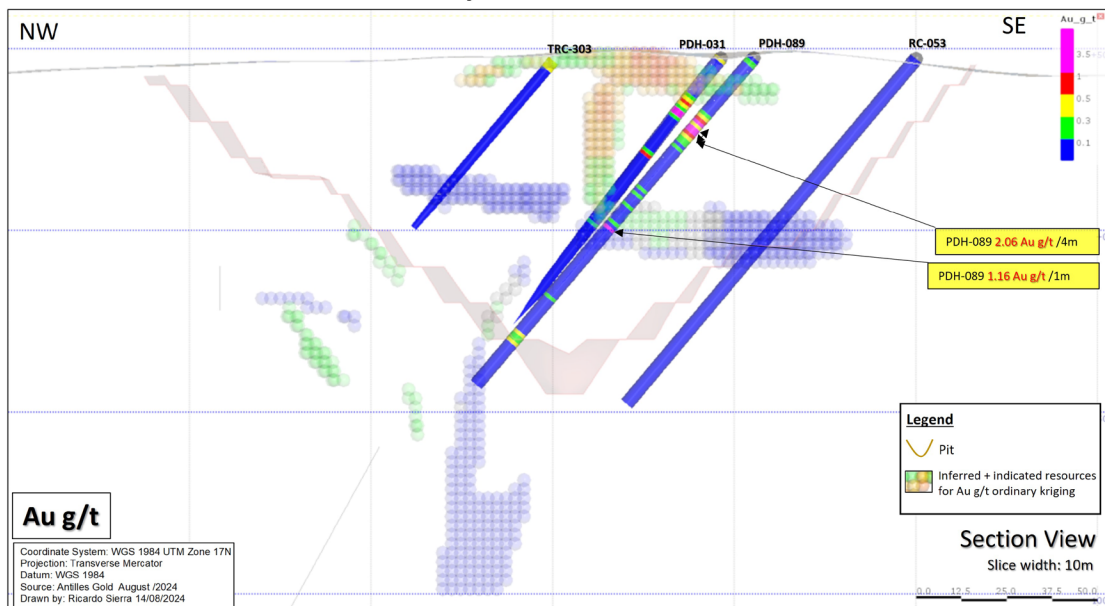 NW
SE
TRC-303
PDH-031
PDH-089
RC-053
Au_g_t
3.5
1
0.5
0.3
0.1
PDH-089 2.06 Au g/t /4m
PDH-089 1.16 Au g/t /1m
Legend
Pit
Inferred + indicated resources
for Au g/t ordinary kriging
Au g/t
Section View
Slice width: 10m
Coordinate System: WGS 1984 UTM Zone 17N
Projection: Transverse Mercator
Datum: WGS 1984
Source: Antilles Gold August /2024
Drawn by: Ricardo Sierra 14/08/2024
0.0 12.5 25.0 37.5 50.0